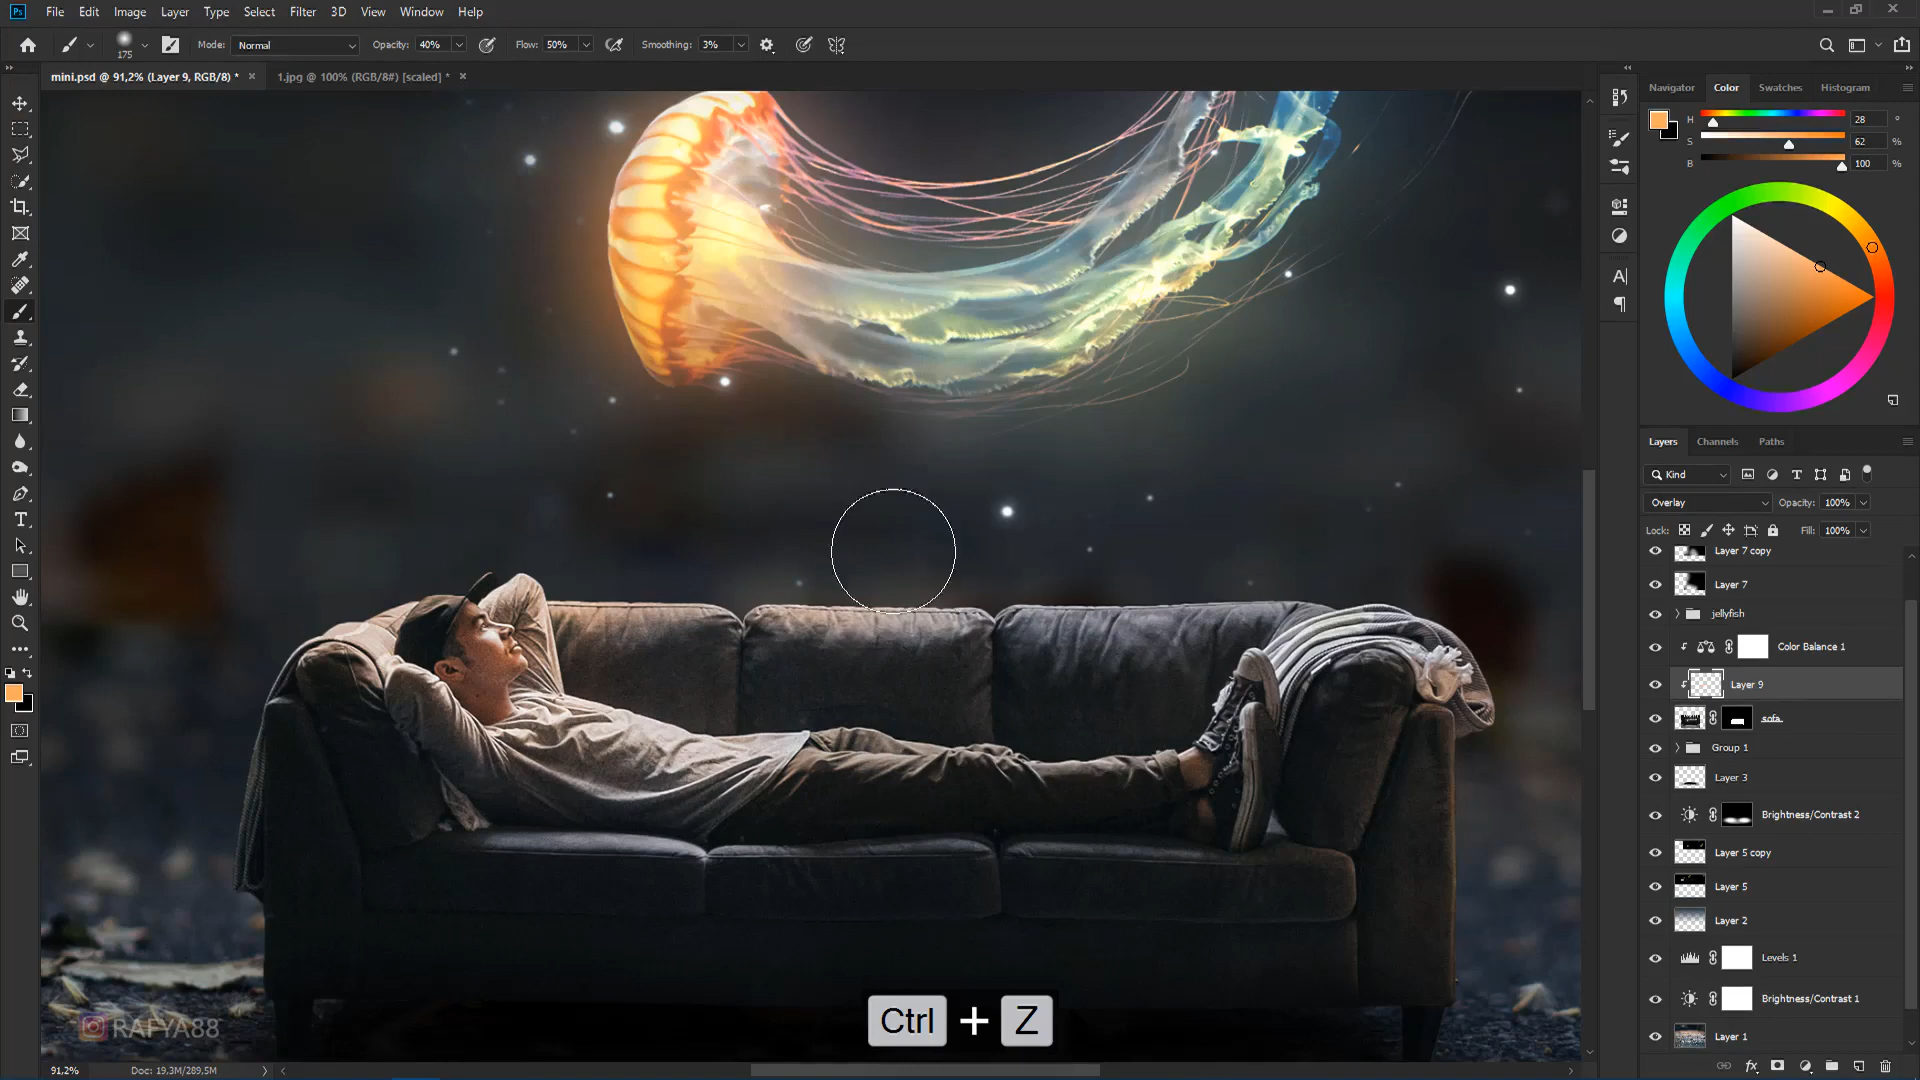 Ps File Edit Image Layer Type Select Filter 3D View Window Help
175 Mode: Normal Opacity: 40% Flow: 50% Smoothing: 3%
mini.psd @ 91,2% (Layer 9, RGB/8) * × 1.jpg @ 100% (RGB/8#) [scaled] * ×
Navigator Color Swatches Histogram
H 28 °
S 62 %
B 100 %
Layers Channels Paths
Kind
Overlay Opacity: 100%
Lock: Fill: 100%
Layer 7 copy
Layer 7
jellyfish
Color Balance 1
Layer 9
sofa
Group 1
Layer 3
Brightness/Contrast 2
Layer 5 copy
Layer 5
Layer 2
Levels 1
Brightness/Contrast 1
Layer 1
Ctrl + Z
RAFYA88
91,2% Doc: 19,3M/289,5M